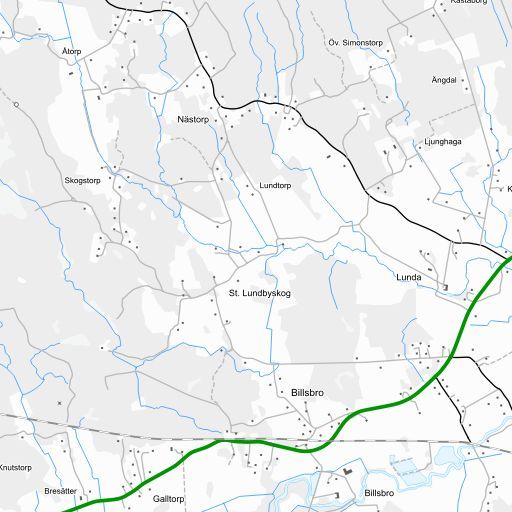 Kastaborg
Öv. Simonstorp
Åtorp
Ängdal
Nästorp
Ljunghaga
Skogstorp
Lundtorp
K
Lunda
St. Lundbyskog
Billsbro
Knutstorp
Bresätter
Galltorp
Billsbro